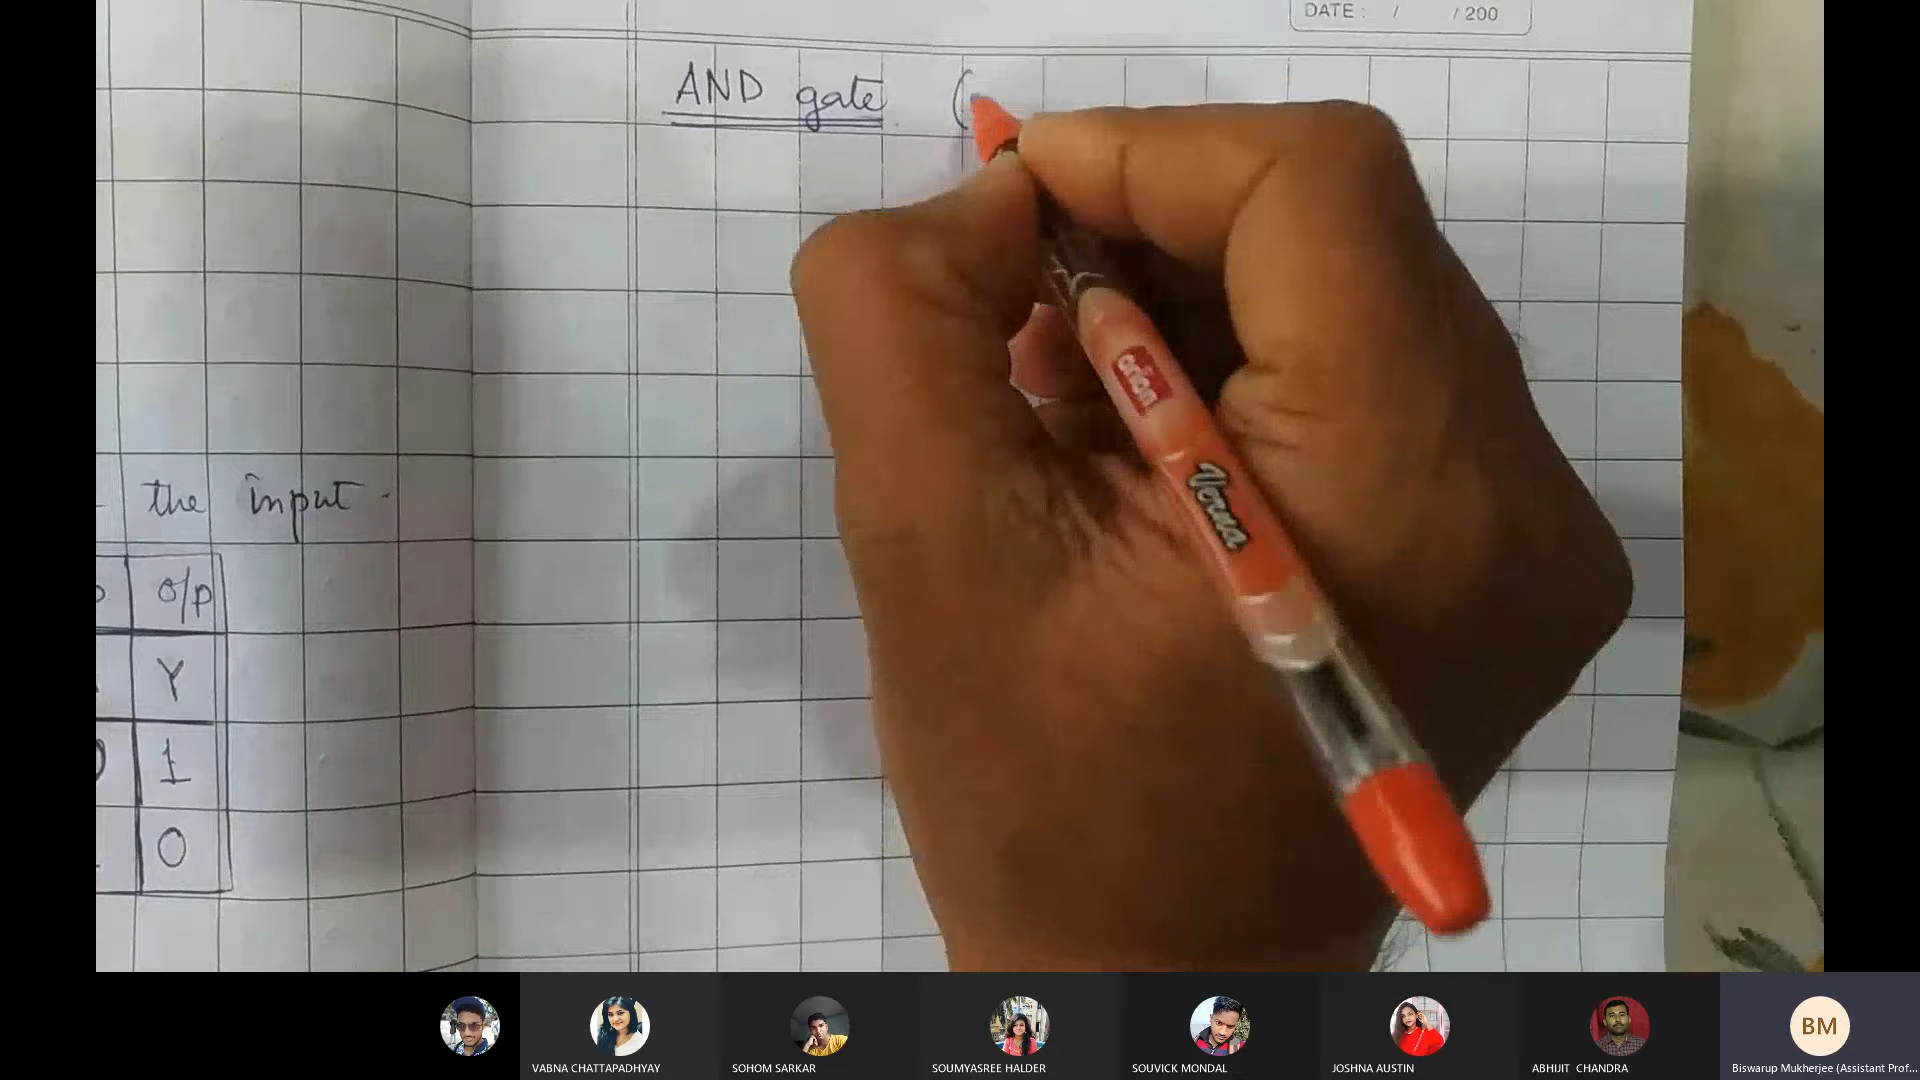 DATE : / / 200
AND gate (
the input .
o/p
Y
1
0
orion
Verna
VABNA CHATTAPADHYAY
SOHOM SARKAR
SOUMYASREE HALDER
SOUVICK MONDAL
JOSHNA AUSTIN
ABHIJIT CHANDRA
BM
Biswarup Mukherjee (Assistant Prof...